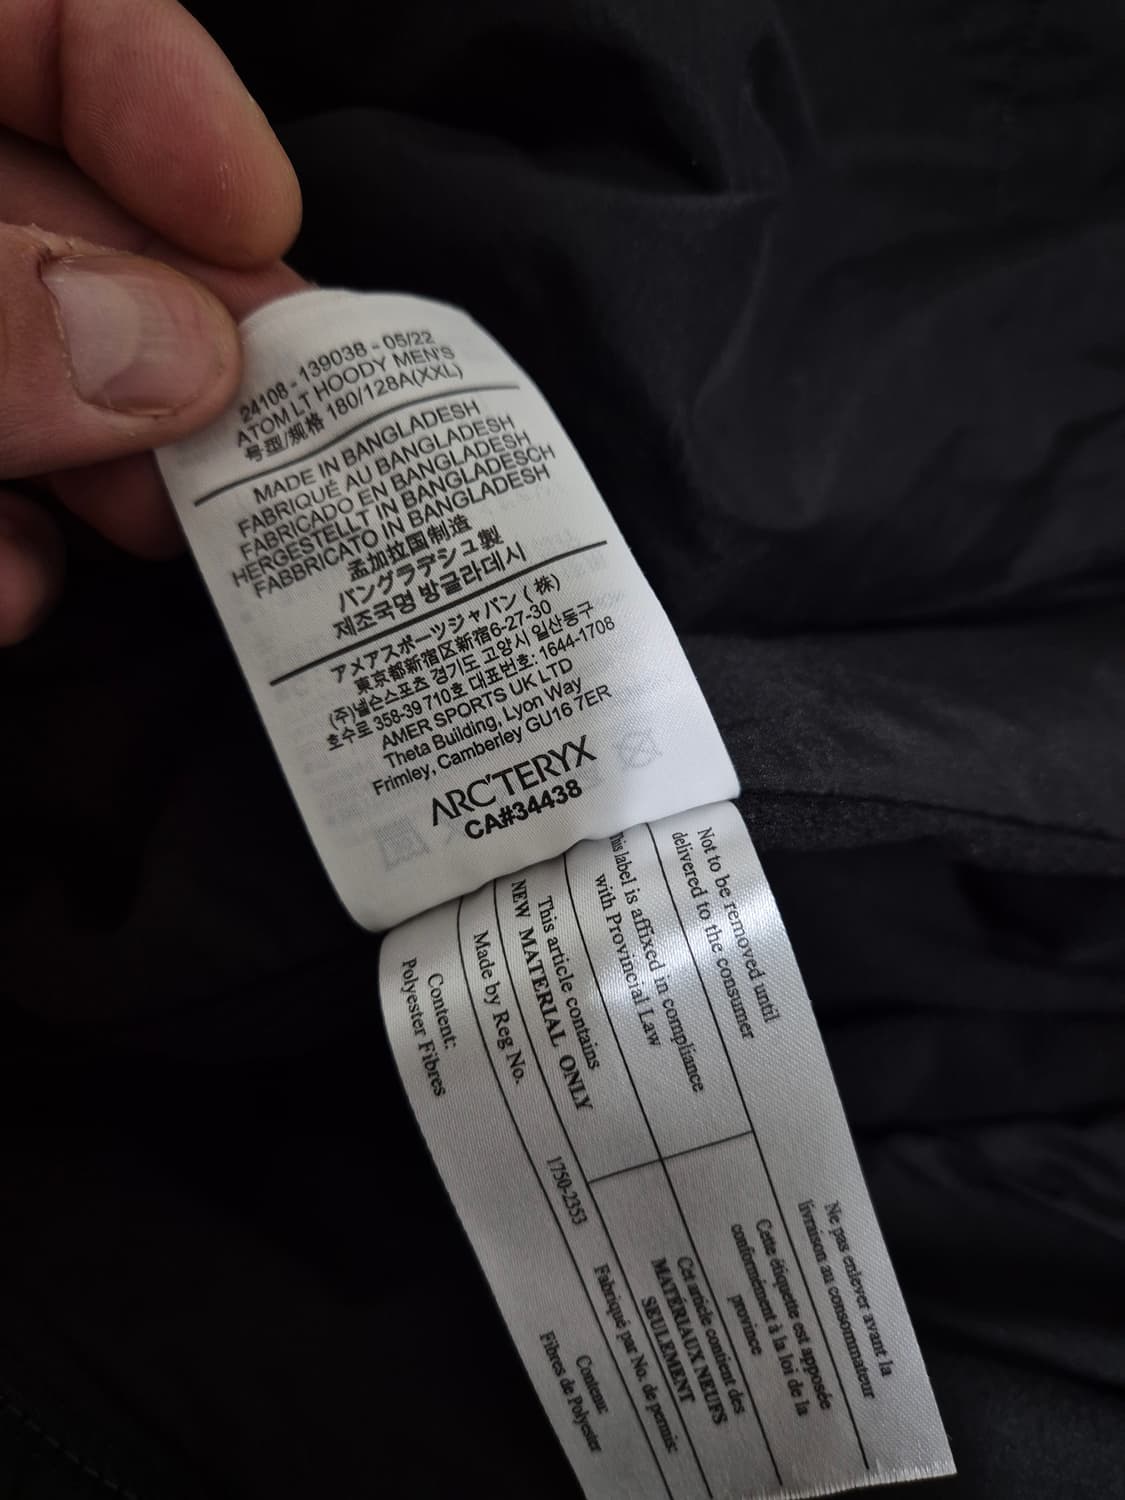 24108 - 139038 - 05/22
ATOM LT HOODY MEN'S
号型/规格 180/128A(XXL)
MADE IN BANGLADESH
FABRIQUÉ AU BANGLADESH
FABRICADO EN BANGLADESH
HERGESTELLT IN BANGLADESCH
FABBRICATO IN BANGLADESH
孟加拉国制造
バングラデシュ製
제조국명 방글라데시
アメアスポーツジャパン（株）
東京都新宿区新宿6-27-30
(주)넬슨스포츠 경기도 고양시 일산동구
호수로 358-39 710호 대표번호: 1644-1708
AMER SPORTS UK LTD
Theta Building, Lyon Way
Frimley, Camberley GU16 7ER
ARC'TERYX
CA#34438
Not to be removed until
delivered to the consumer
This label is affixed in compliance
with Provincial Law
This article contains
NEW MATERIAL ONLY
Made by Reg No.
1750-2353
Content:
Polyester Fibres
Ne pas enlever avant la
livraison au consommateur
Cette étiquette est apposée
conformément à la loi de la
province
Cet article contient des
MATERIAUX NEUFS
SEULEMENT
Fabriqué par No. de permis:
Contenu:
Fibres de Polyester